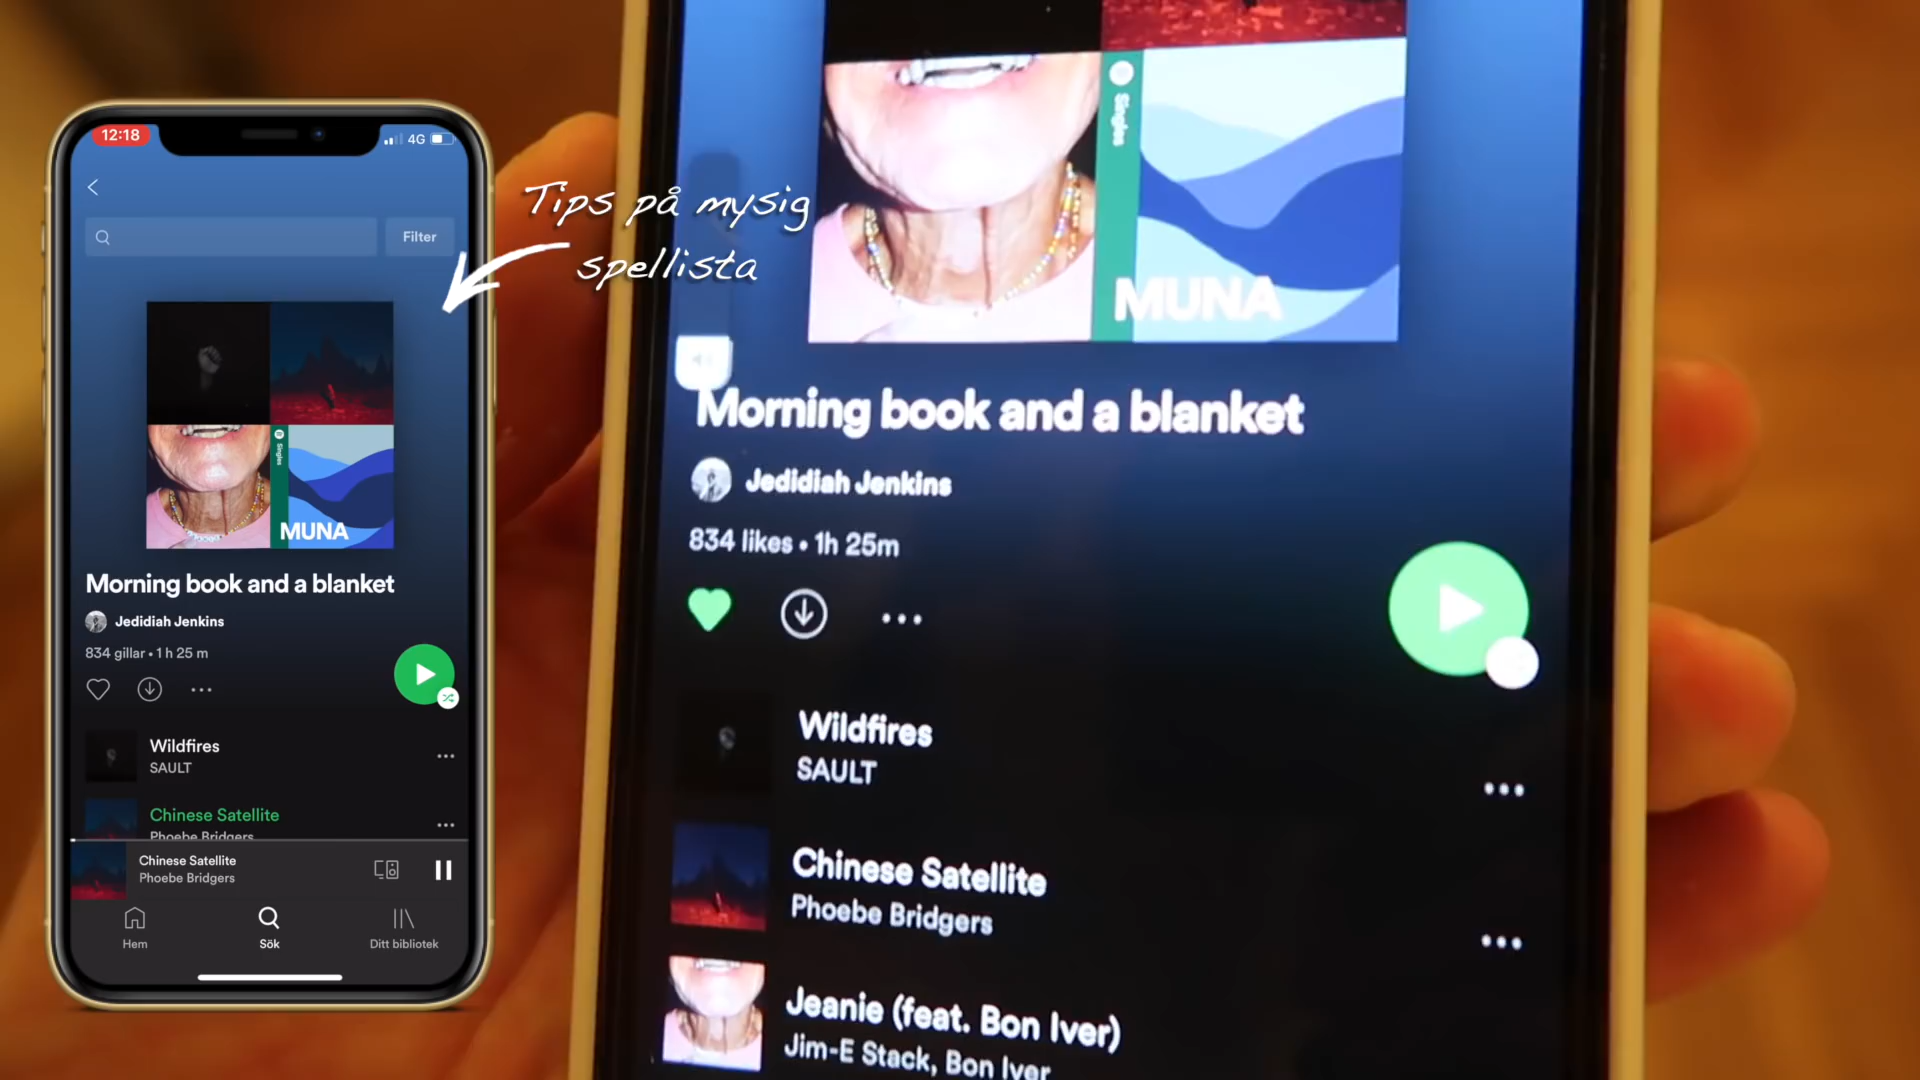 12:18
4G
Filter
Tips på mysig
spellista
Singles
MUNA
Morning book and a blanket
Jedidiah Jenkins
834 gillar • 1 h 25 m
Wildfires
SAULT
Chinese Satellite
Phoebe Bridgers
Chinese Satellite
Phoebe Bridgers
Hem
Sök
Ditt bibliotek
Singles
MUNA
Morning book and a blanket
Jedidiah Jenkins
834 likes • 1h 25m
Wildfires
SAULT
Chinese Satellite
Phoebe Bridgers
Jeanie (feat. Bon Iver)
Jim-E Stack, Bon Iver